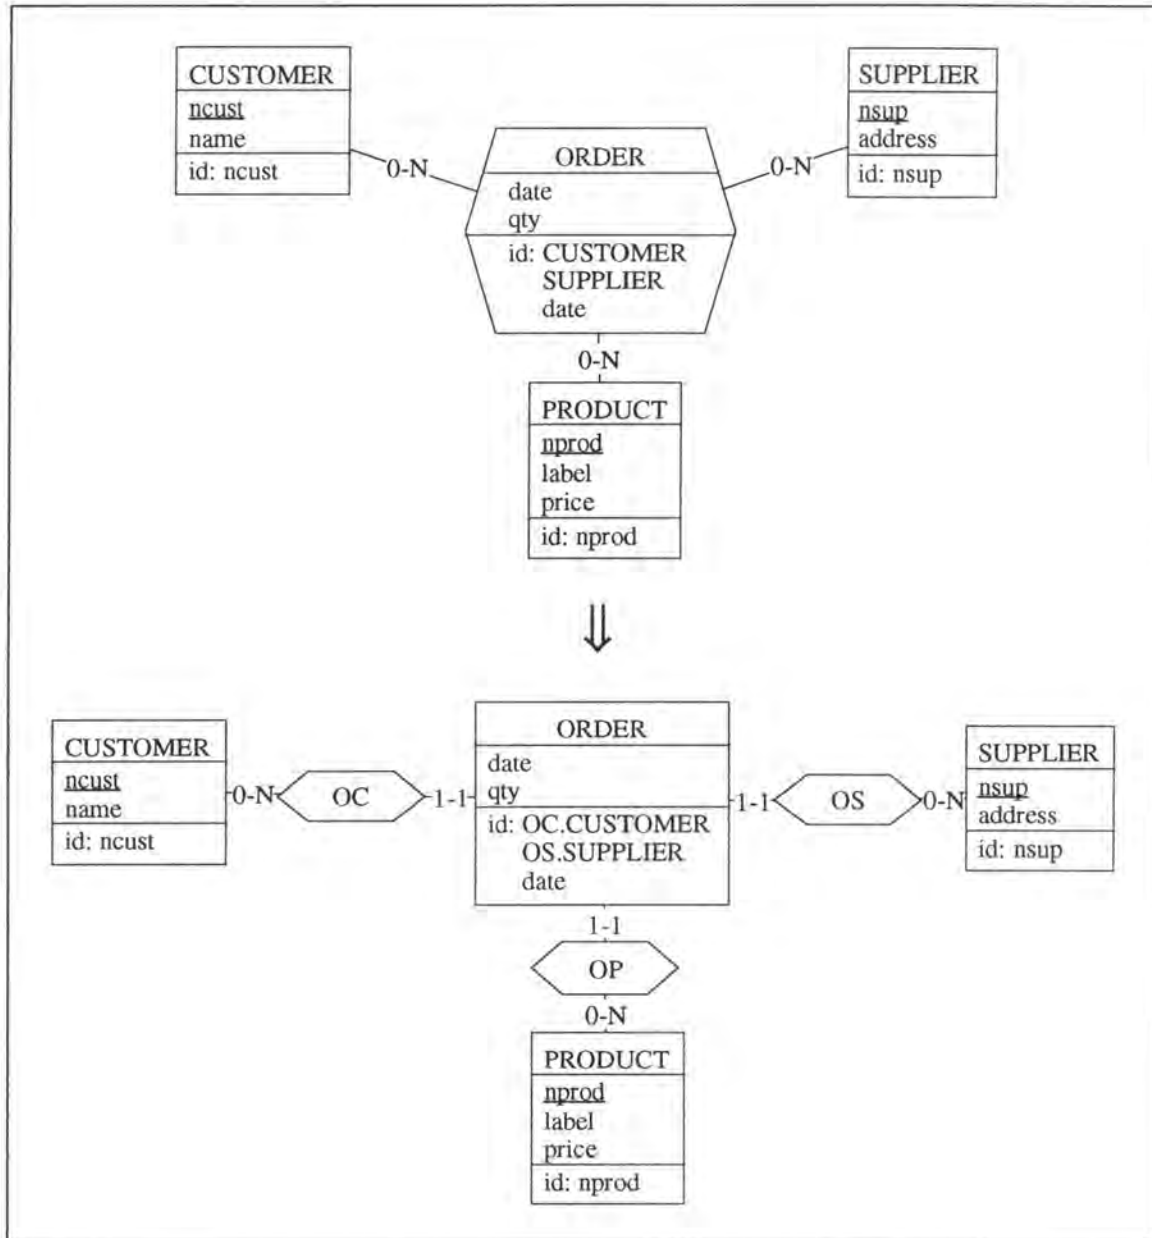 CUSTOMER
ncust
name
id: ncust
0-N
ORDER
date
qty
id: CUSTOMER
SUPPLIER
date
0-N
SUPPLIER
nsup
address
id: nsup
0-N
PRODUCT
nprod
label
price
id: nprod
⇓
CUSTOMER
ncust
name
id: ncust
0-N
OC
1-1
ORDER
date
qty
id: OC.CUSTOMER
OS.SUPPLIER
date
1-1
OS
0-N
SUPPLIER
nsup
address
id: nsup
1-1
OP
0-N
PRODUCT
nprod
label
price
id: nprod